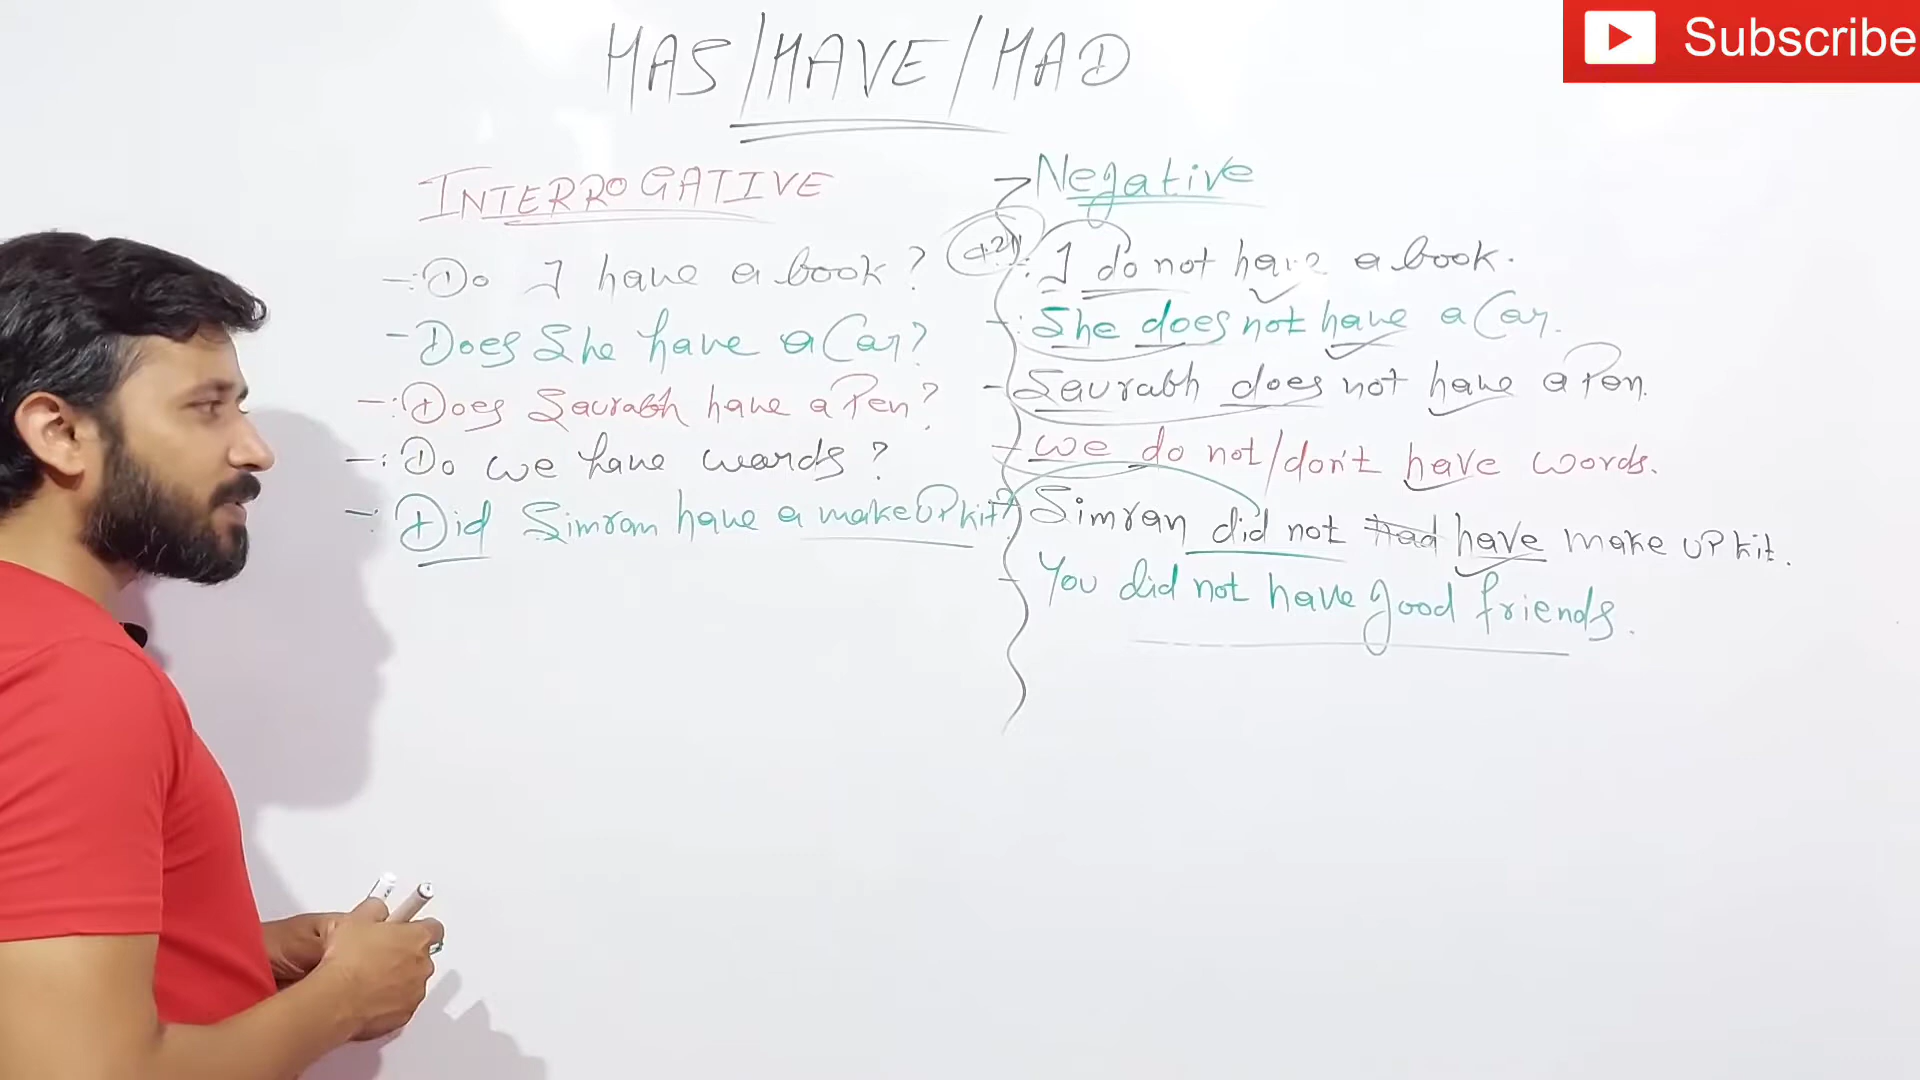 Subscribe
HAS/HAVE/HAD
INTERROGATIVE
-: Do I have a book?
- Does She have a Car?
-: Does Saurabh have a Pen?
-: Do we have words?
-: Did Simran have a makeUP kit?
Negative
: I do not have a book.
-: She does not have a Car.
- Saurabh does not have a Pen.
- we do not/don't have words.
Simran did not Had have make UP kit.
- You did not have good friends.